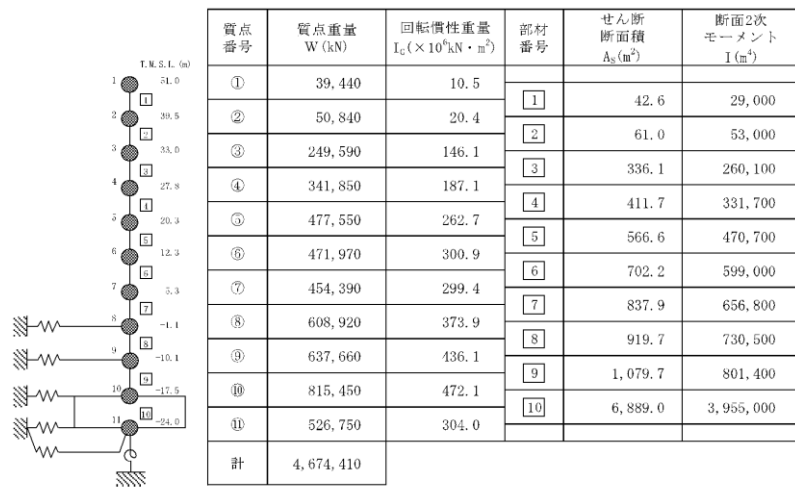 T.M.S.L. (m)
1 51.0
1
2 39.5
2
3 33.0
3
4 27.8
4
5 20.3
5
6 12.3
6
7 5.3
7
8 -1.1
8
9 -10.1
9
10 -17.5
10
11 -24.0
質点番号 質点重量 W(kN) 回転慣性重量 I_G(×10⁶kN・m²) 部材番号 せん断断面積 A_S(m²) 断面2次モーメント I(m⁴)
① 39,440 10.5
1 42.6 29,000
② 50,840 20.4
2 61.0 53,000
③ 249,590 146.1
3 336.1 260,100
④ 341,850 187.1
4 411.7 331,700
⑤ 477,550 262.7
5 566.6 470,700
⑥ 471,970 300.9
6 702.2 599,000
⑦ 454,390 299.4
7 837.9 656,800
⑧ 608,920 373.9
8 919.7 730,500
⑨ 637,660 436.1
9 1,079.7 801,400
⑩ 815,450 472.1
10 6,889.0 3,955,000
⑪ 526,750 304.0
計 4,674,410